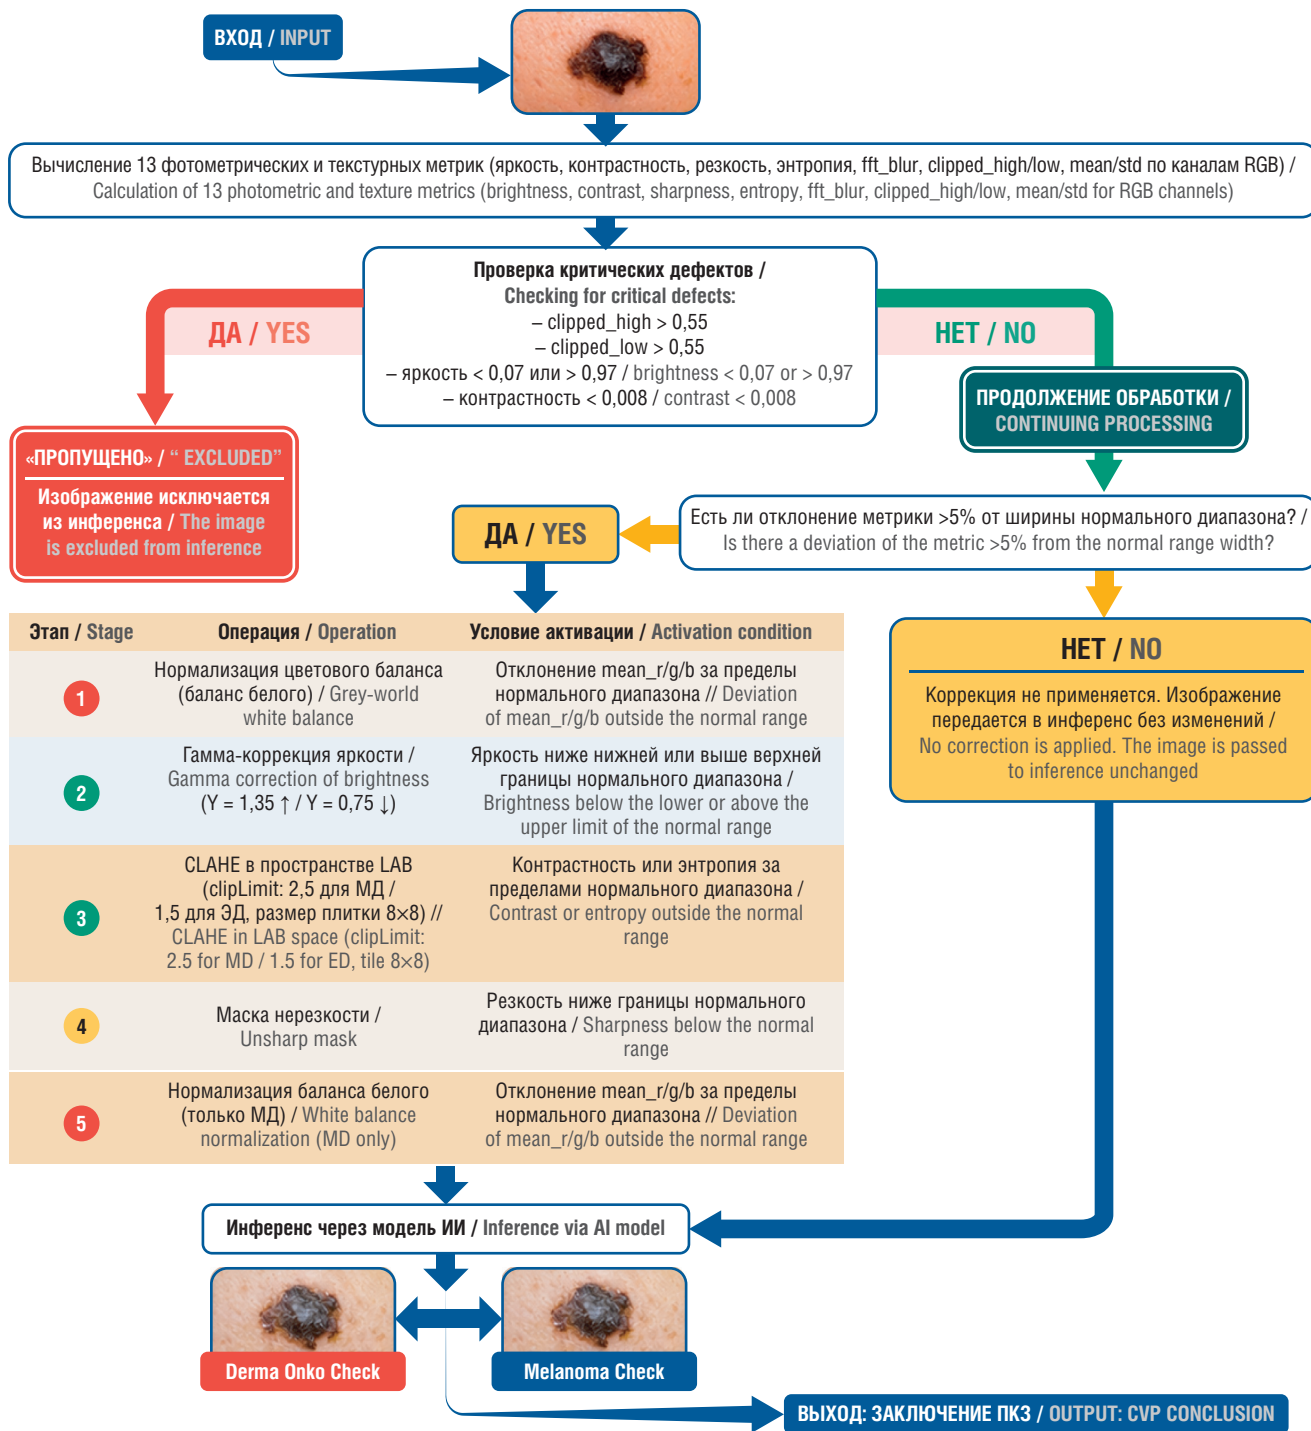 ВХОД / INPUT
Вычисление 13 фотометрических и текстурных метрик (яркость, контрастность, резкость, энтропия, fft_blur, clipped_high/low, mean/std по каналам RGB) /
Calculation of 13 photometric and texture metrics (brightness, contrast, sharpness, entropy, fft_blur, clipped_high/low, mean/std for RGB channels)
Проверка критических дефектов /
Checking for critical defects:
– clipped_high > 0,55
– clipped_low > 0,55
– яркость < 0,07 или > 0,97 / brightness < 0,07 or > 0,97
– контрастность < 0,008 / contrast < 0,008
ДА / YES
НЕТ / NO
«ПРОПУЩЕНО» / “ EXCLUDED”
Изображение исключается
из инференса / The image
is excluded from inference
ПРОДОЛЖЕНИЕ ОБРАБОТКИ /
CONTINUING PROCESSING
Есть ли отклонение метрики >5% от ширины нормального диапазона? /
Is there a deviation of the metric >5% from the normal range width?
ДА / YES
НЕТ / NO
Коррекция не применяется. Изображение
передается в инференс без изменений /
No correction is applied. The image is passed
to inference unchanged
Этап / Stage
Операция / Operation
Условие активации / Activation condition
1
Нормализация цветового баланса
(баланс белого) / Grey-world
white balance
Отклонение mean_r/g/b за пределы
нормального диапазона // Deviation
of mean_r/g/b outside the normal range
2
Гамма-коррекция яркости /
Gamma correction of brightness
(Y = 1,35 ↑ / Y = 0,75 ↓)
Яркость ниже нижней или выше верхней
границы нормального диапазона /
Brightness below the lower or above the
upper limit of the normal range
3
CLAHE в пространстве LAB
(clipLimit: 2,5 для МД /
1,5 для ЭД, размер плитки 8×8) //
CLAHE in LAB space (clipLimit:
2.5 for MD / 1.5 for ED, tile 8×8)
Контрастность или энтропия за
пределами нормального диапазона /
Contrast or entropy outside the normal
range
4
Маска нерезкости /
Unsharp mask
Резкость ниже границы нормального
диапазона / Sharpness below the normal
range
5
Нормализация баланса белого
(только МД) / White balance
normalization (MD only)
Отклонение mean_r/g/b за пределы
нормального диапазона // Deviation
of mean_r/g/b outside the normal range
Инференс через модель ИИ / Inference via AI model
Derma Onko Check
Melanoma Check
ВЫХОД: ЗАКЛЮЧЕНИЕ ПКЗ / OUTPUT: CVP CONCLUSION